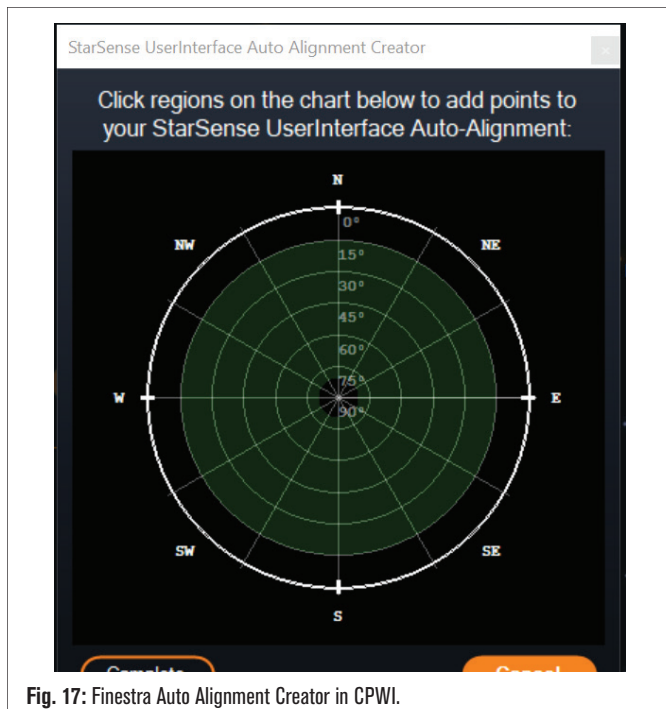 StarSense UserInterface Auto Alignment Creator
Click regions on the chart below to add points to
your StarSense UserInterface Auto-Alignment:
N
NW
NE
0°
15°
30°
45°
60°
75°
90°
W
E
SW
SE
S
Complete
Cancel
Fig. 17: Finestra Auto Alignment Creator in CPWI.